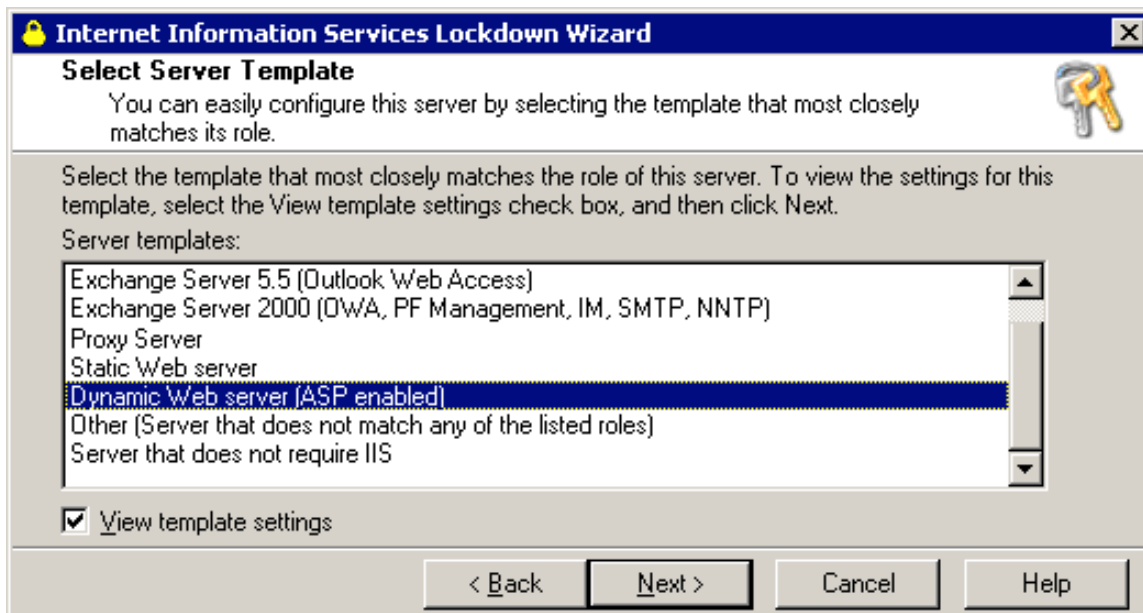 Internet Information Services Lockdown Wizard
Select Server Template
You can easily configure this server by selecting the template that most closely
matches its role.
Select the template that most closely matches the role of this server. To view the settings for this
template, select the View template settings check box, and then click Next.
Server templates:
Exchange Server 5.5 (Outlook Web Access)
Exchange Server 2000 (OWA, PF Management, IM, SMTP, NNTP)
Proxy Server
Static Web server
Dynamic Web server (ASP enabled)
Other (Server that does not match any of the listed roles)
Server that does not require IIS
View template settings
< Back Next > Cancel Help